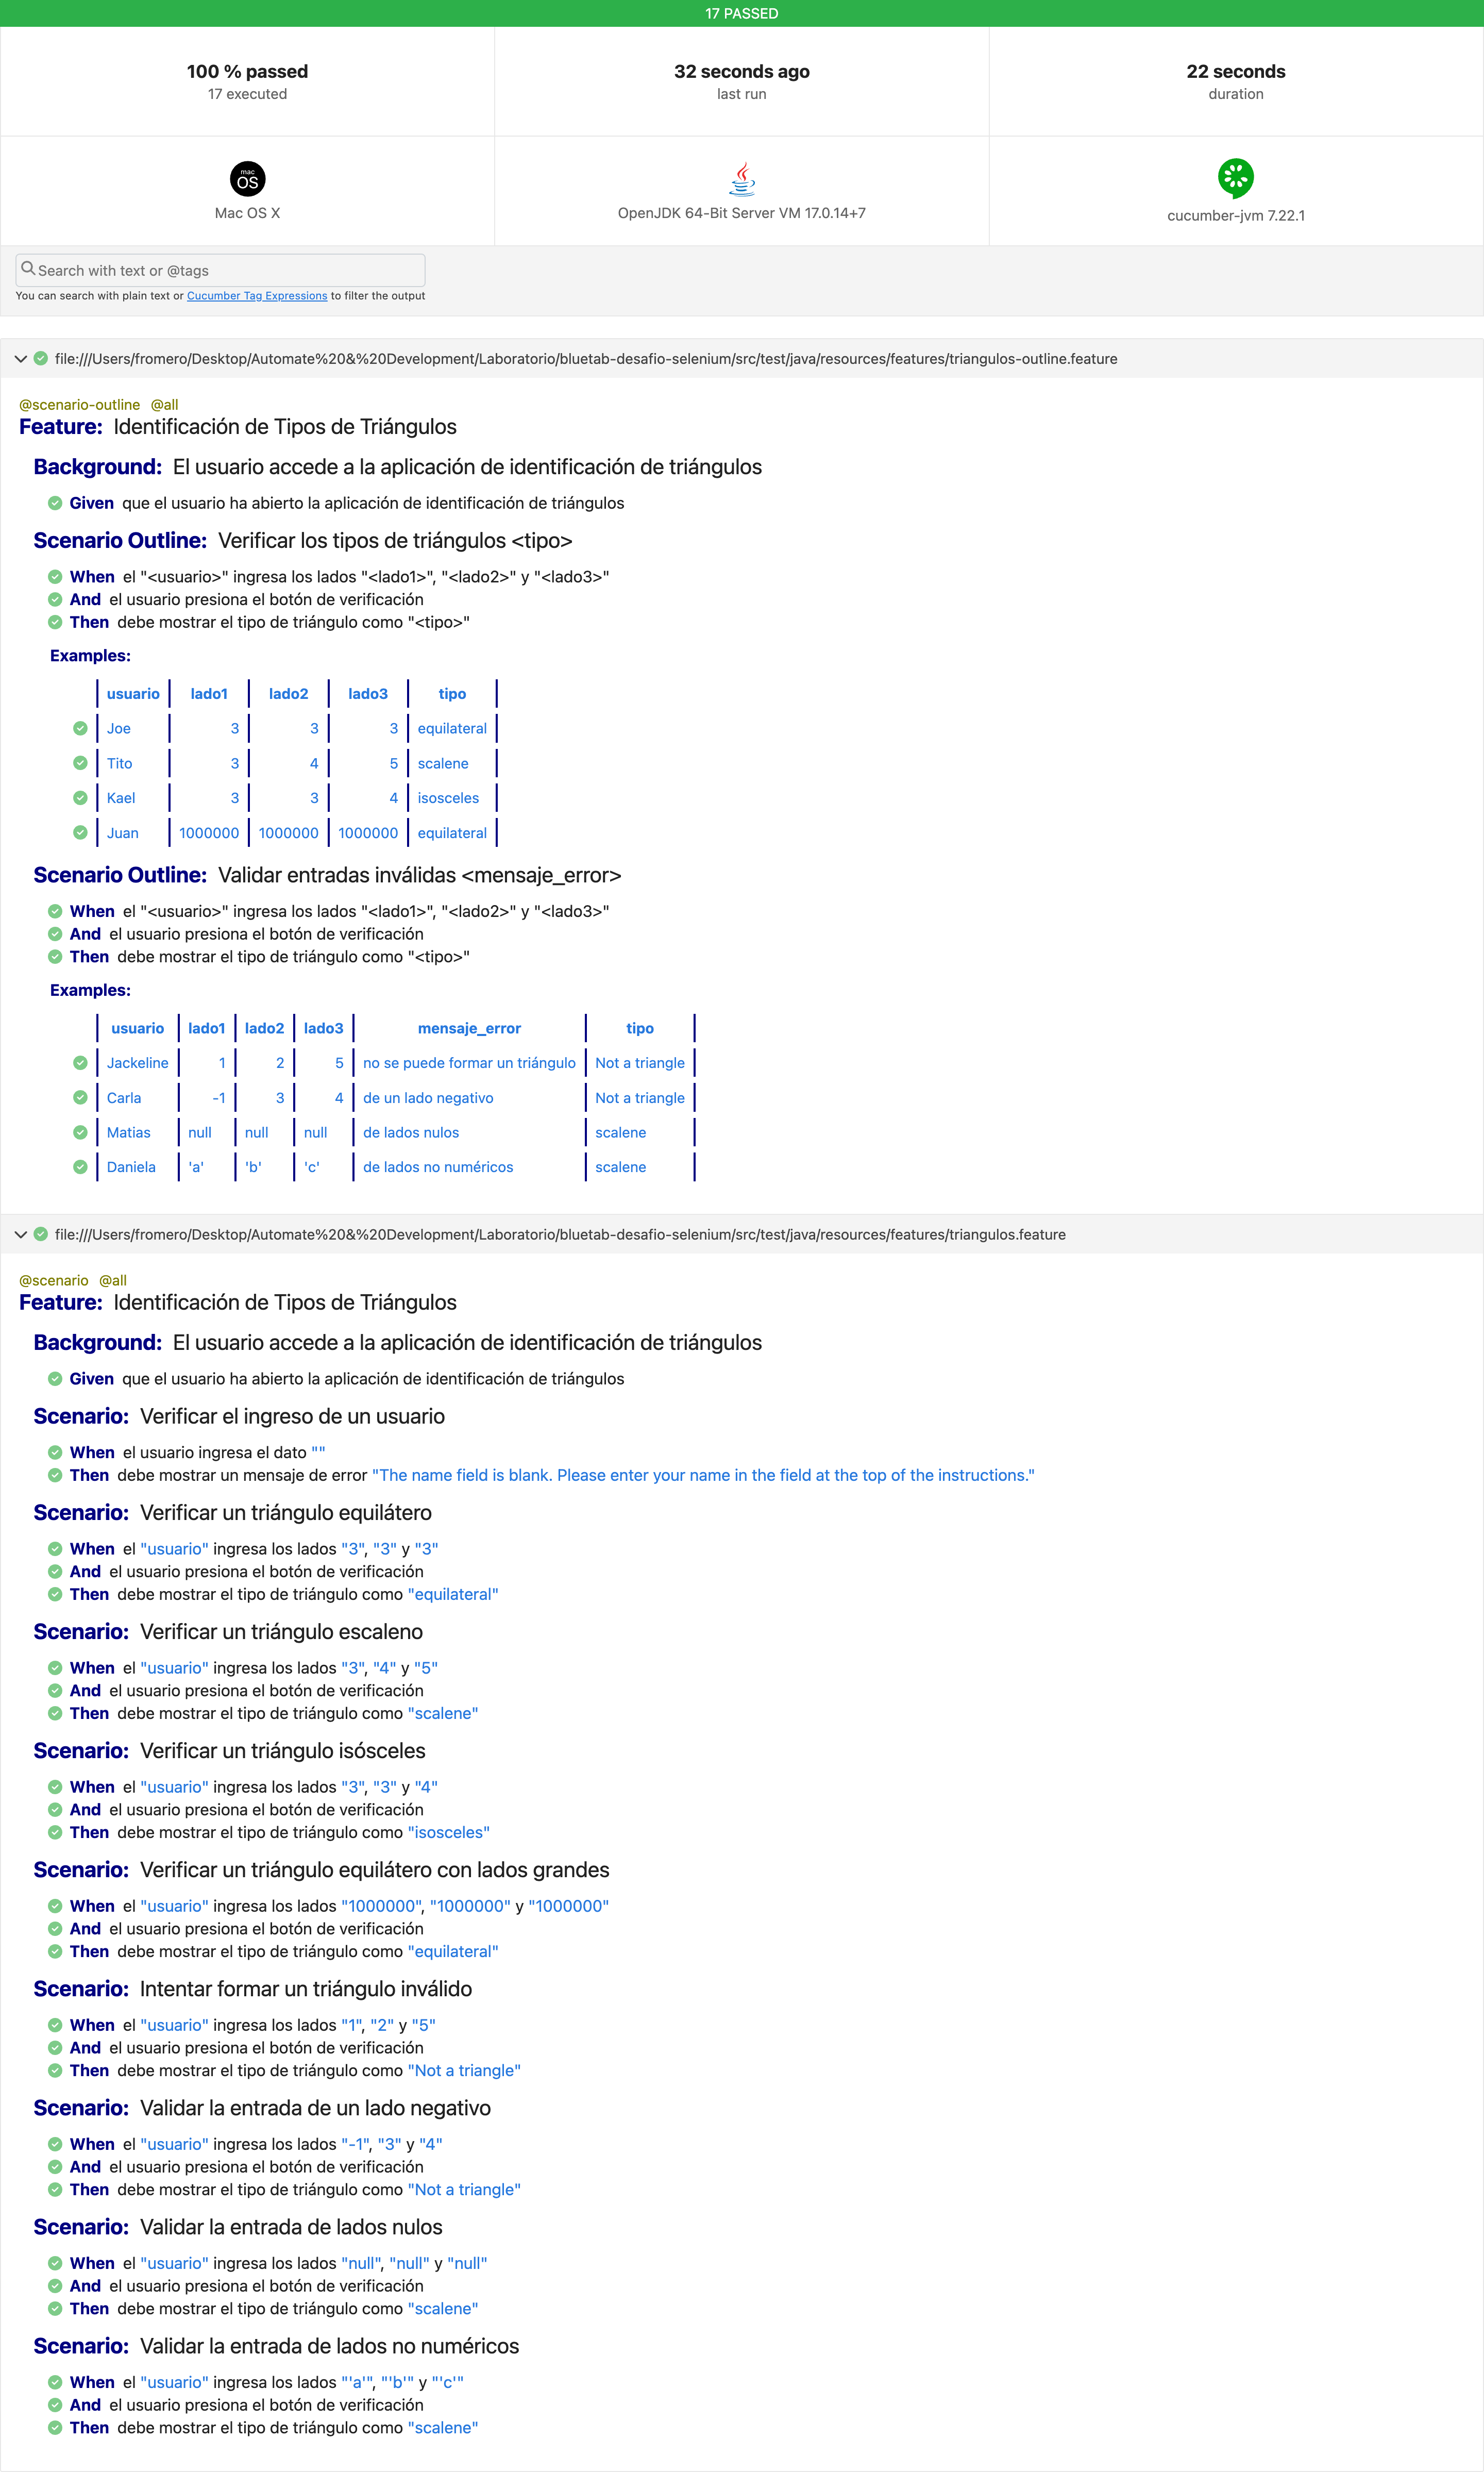 17 PASSED
100 % passed
17 executed
32 seconds ago
last run
22 seconds
duration
mac
OS
Mac OS X
OpenJDK 64-Bit Server VM 17.0.14+7
cucumber-jvm 7.22.1
Search with text or @tags
You can search with plain text or Cucumber Tag Expressions to filter the output
file:///Users/fromero/Desktop/Automate%20&%20Development/Laboratorio/bluetab-desafio-selenium/src/test/java/resources/features/triangulos-outline.feature
@scenario-outline @all
Feature: Identificación de Tipos de Triángulos
Background: El usuario accede a la aplicación de identificación de triángulos
Given que el usuario ha abierto la aplicación de identificación de triángulos
Scenario Outline: Verificar los tipos de triángulos <tipo>
When el "<usuario>" ingresa los lados "<lado1>", "<lado2>" y "<lado3>"
And el usuario presiona el botón de verificación
Then debe mostrar el tipo de triángulo como "<tipo>"
Examples:
usuario lado1 lado2 lado3 tipo
Joe 3 3 3 equilateral
Tito 3 4 5 scalene
Kael 3 3 4 isosceles
Juan 1000000 1000000 1000000 equilateral
Scenario Outline: Validar entradas inválidas <mensaje_error>
When el "<usuario>" ingresa los lados "<lado1>", "<lado2>" y "<lado3>"
And el usuario presiona el botón de verificación
Then debe mostrar el tipo de triángulo como "<tipo>"
Examples:
usuario lado1 lado2 lado3 mensaje_error tipo
Jackeline 1 2 5 no se puede formar un triángulo Not a triangle
Carla -1 3 4 de un lado negativo Not a triangle
Matias null null null de lados nulos scalene
Daniela 'a' 'b' 'c' de lados no numéricos scalene
file:///Users/fromero/Desktop/Automate%20&%20Development/Laboratorio/bluetab-desafio-selenium/src/test/java/resources/features/triangulos.feature
@scenario @all
Feature: Identificación de Tipos de Triángulos
Background: El usuario accede a la aplicación de identificación de triángulos
Given que el usuario ha abierto la aplicación de identificación de triángulos
Scenario: Verificar el ingreso de un usuario
When el usuario ingresa el dato ""
Then debe mostrar un mensaje de error "The name field is blank. Please enter your name in the field at the top of the instructions."
Scenario: Verificar un triángulo equilátero
When el "usuario" ingresa los lados "3", "3" y "3"
And el usuario presiona el botón de verificación
Then debe mostrar el tipo de triángulo como "equilateral"
Scenario: Verificar un triángulo escaleno
When el "usuario" ingresa los lados "3", "4" y "5"
And el usuario presiona el botón de verificación
Then debe mostrar el tipo de triángulo como "scalene"
Scenario: Verificar un triángulo isósceles
When el "usuario" ingresa los lados "3", "3" y "4"
And el usuario presiona el botón de verificación
Then debe mostrar el tipo de triángulo como "isosceles"
Scenario: Verificar un triángulo equilátero con lados grandes
When el "usuario" ingresa los lados "1000000", "1000000" y "1000000"
And el usuario presiona el botón de verificación
Then debe mostrar el tipo de triángulo como "equilateral"
Scenario: Intentar formar un triángulo inválido
When el "usuario" ingresa los lados "1", "2" y "5"
And el usuario presiona el botón de verificación
Then debe mostrar el tipo de triángulo como "Not a triangle"
Scenario: Validar la entrada de un lado negativo
When el "usuario" ingresa los lados "-1", "3" y "4"
And el usuario presiona el botón de verificación
Then debe mostrar el tipo de triángulo como "Not a triangle"
Scenario: Validar la entrada de lados nulos
When el "usuario" ingresa los lados "null", "null" y "null"
And el usuario presiona el botón de verificación
Then debe mostrar el tipo de triángulo como "scalene"
Scenario: Validar la entrada de lados no numéricos
When el "usuario" ingresa los lados "'a'", "'b'" y "'c'"
And el usuario presiona el botón de verificación
Then debe mostrar el tipo de triángulo como "scalene"